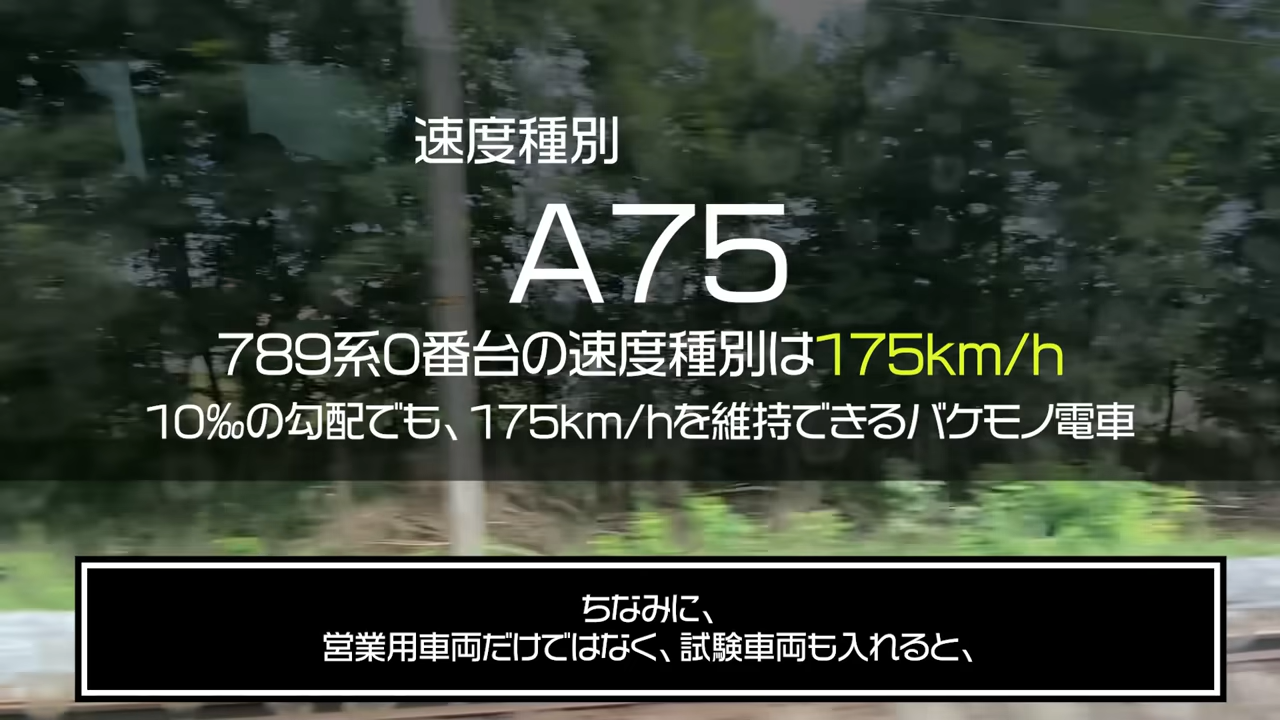 速度種別
A75
789系0番台の速度種別は175km/h
10‰の勾配でも、175km/hを維持できるバケモノ電車
ちなみに、
営業用車両だけではなく、試験車両も入れると、